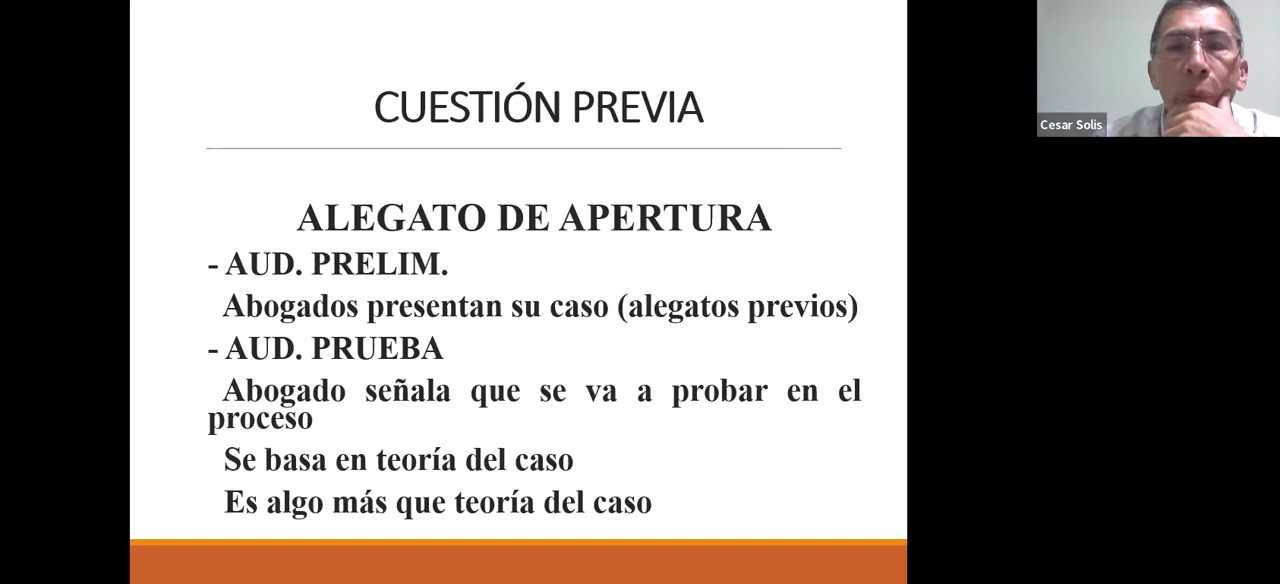 CUESTIÓN PREVIA
ALEGATO DE APERTURA
- AUD. PRELIM.
Abogados presentan su caso (alegatos previos)
- AUD. PRUEBA
Abogado señala que se va a probar en el
proceso
Se basa en teoría del caso
Es algo más que teoría del caso
Cesar Solis